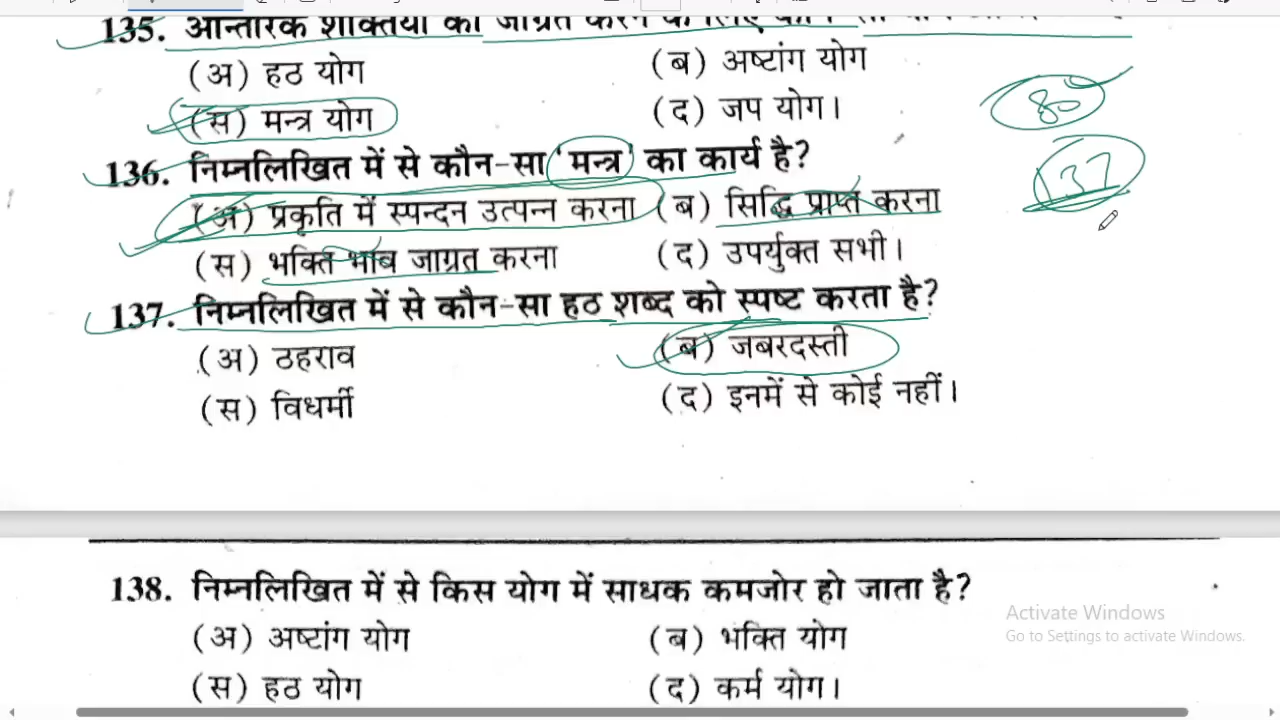 135. आन्तरिक शक्तियों को जाग्रत करने के लिए
(अ) हठ योग (ब) अष्टांग योग
(स) मन्त्र योग (द) जप योग।
80
136. निम्नलिखित में से कौन-सा 'मन्त्र' का कार्य है?
137
(अ) प्रकृति में स्पन्दन उत्पन्न करना (ब) सिद्धि प्राप्त करना
(स) भक्ति भाव जाग्रत करना (द) उपर्युक्त सभी।
137. निम्नलिखित में से कौन-सा हठ शब्द को स्पष्ट करता है?
(अ) ठहराव (ब) जबरदस्ती
(स) विधर्मी (द) इनमें से कोई नहीं।
138. निम्नलिखित में से किस योग में साधक कमजोर हो जाता है?
(अ) अष्टांग योग (ब) भक्ति योग
(स) हठ योग (द) कर्म योग।
Activate Windows
Go to Settings to activate Windows.